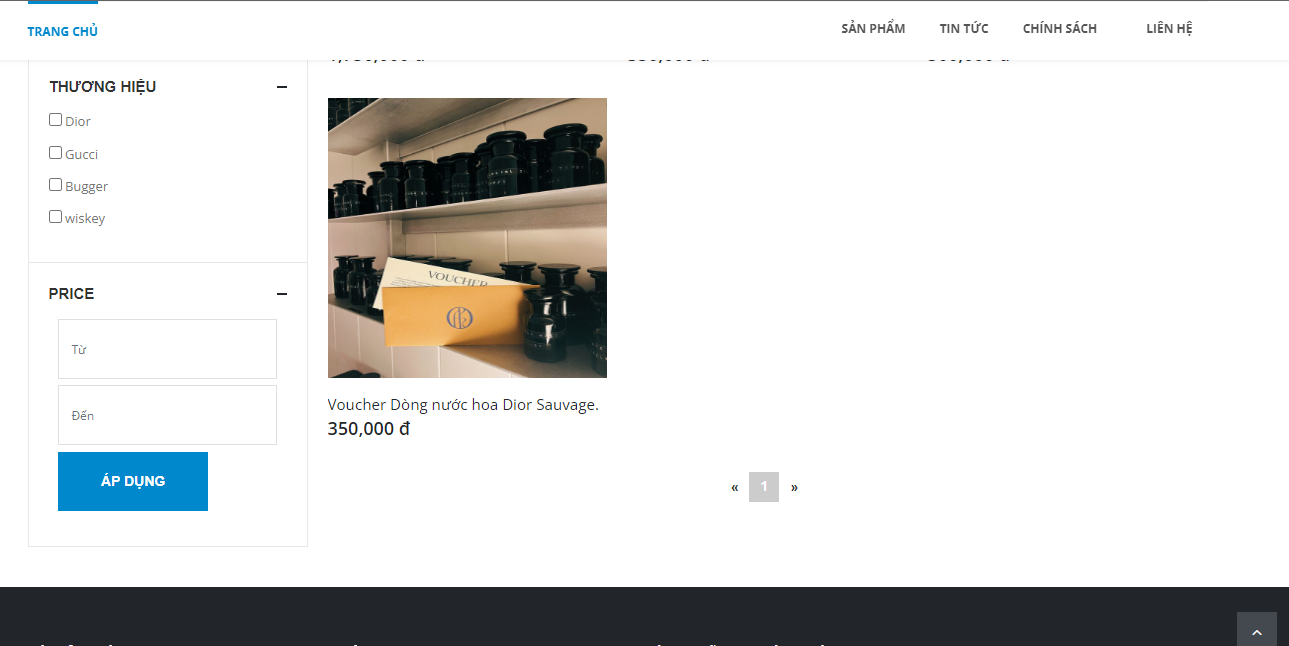 TRANG CHỦ
SẢN PHẨM
TIN TỨC
CHÍNH SÁCH
LIÊN HỆ
THƯƠNG HIỆU
Dior
Gucci
Bugger
wiskey
PRICE
Từ
Đến
ÁP DỤNG
VOUCHER
Voucher Dòng nước hoa Dior Sauvage.
350,000 đ
« 1 »